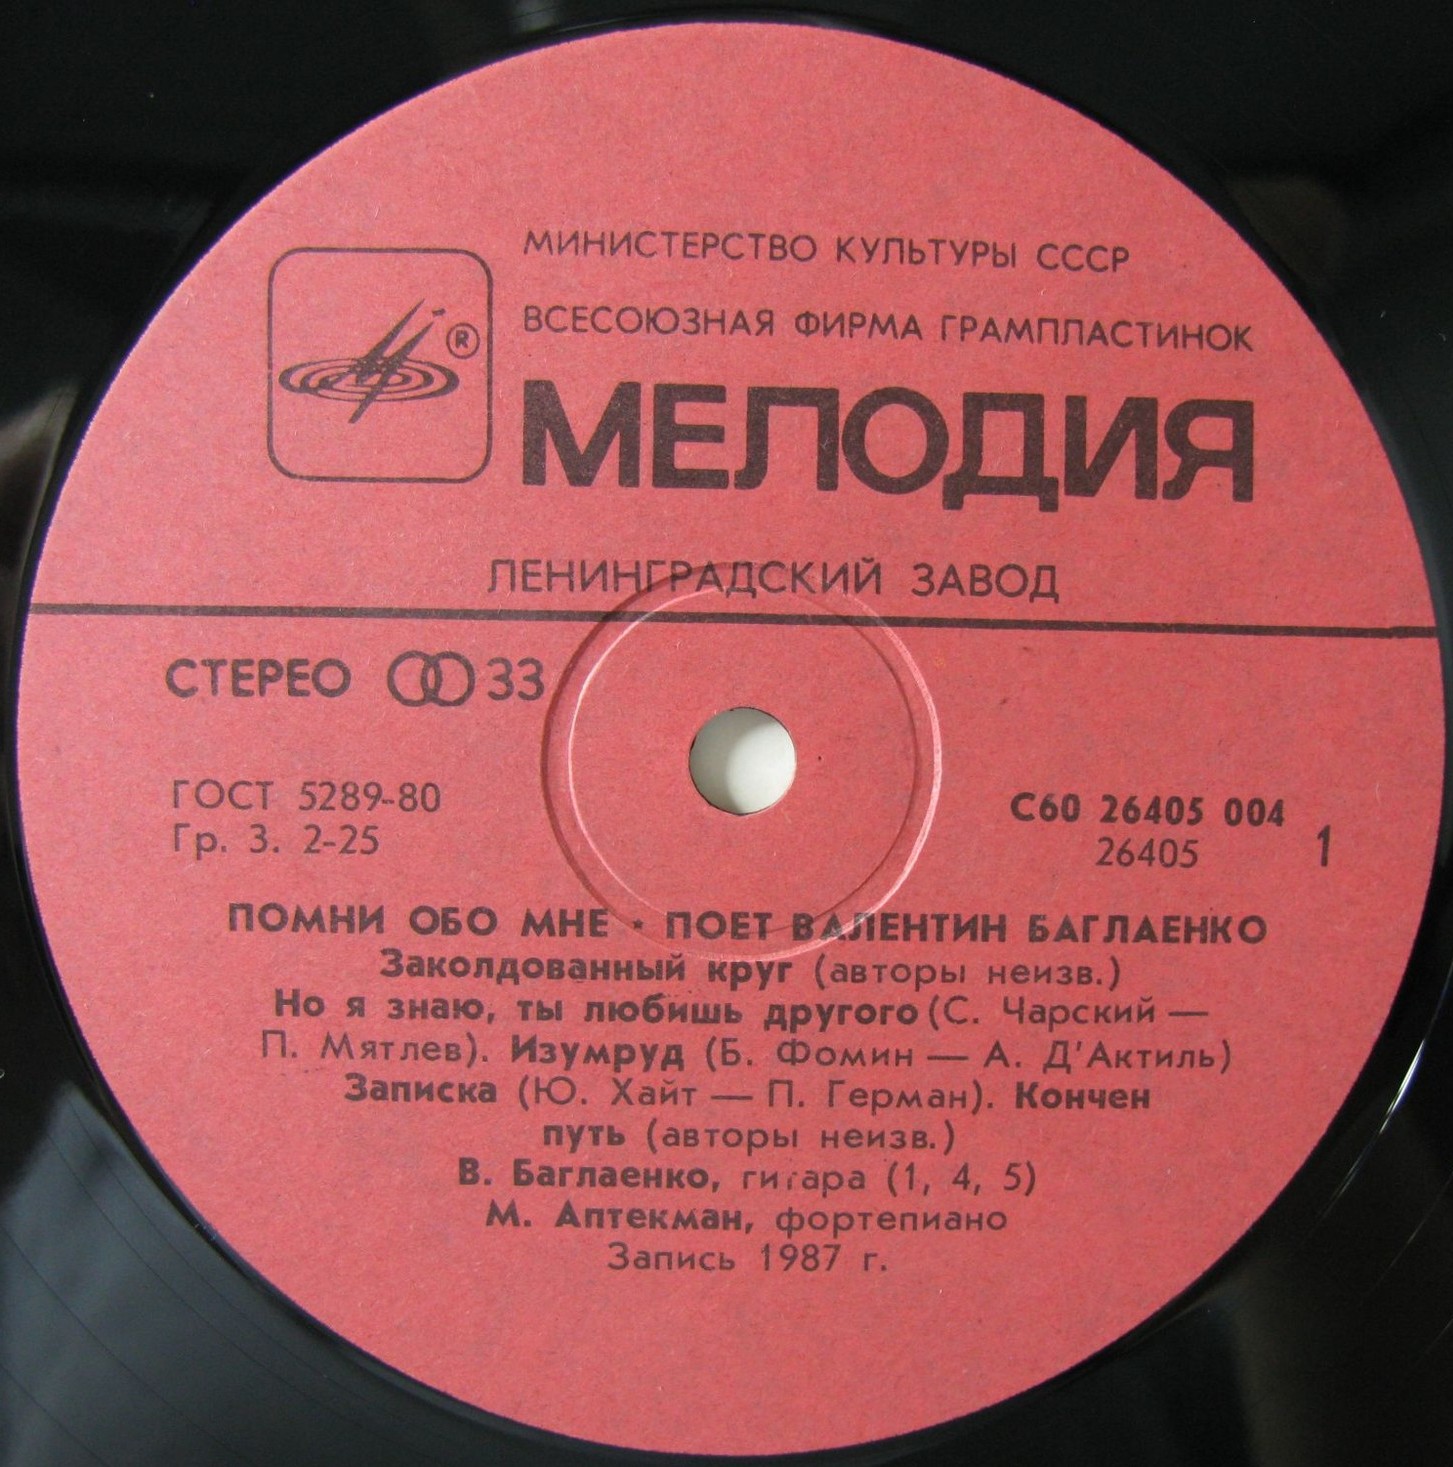 МИНИСТЕРСТВО КУЛЬТУРЫ СССР
ВСЕСОЮЗНАЯ ФИРМА ГРАМПЛАСТИНОК
®
МЕЛОДИЯ
ЛЕНИНГРАДСКИЙ ЗАВОД
СТЕРЕО 33
ГОСТ 5289-80
Гр. 3. 2-25
С60 26405 004
26405
1
ПОМНИ ОБО МНЕ ⋆ ПОЕТ ВАЛЕНТИН БАГЛАЕНКО
Заколдованный круг (авторы неизв.)
Но я знаю, ты любишь другого (С. Чарский —
П. Мятлев). Изумруд (Б. Фомин — А. Д'Актиль)
Записка (Ю. Хайт — П. Герман). Кончен
путь (авторы неизв.)
В. Баглаенко, гитара (1, 4, 5)
М. Аптекман, фортепиано
Запись 1987 г.